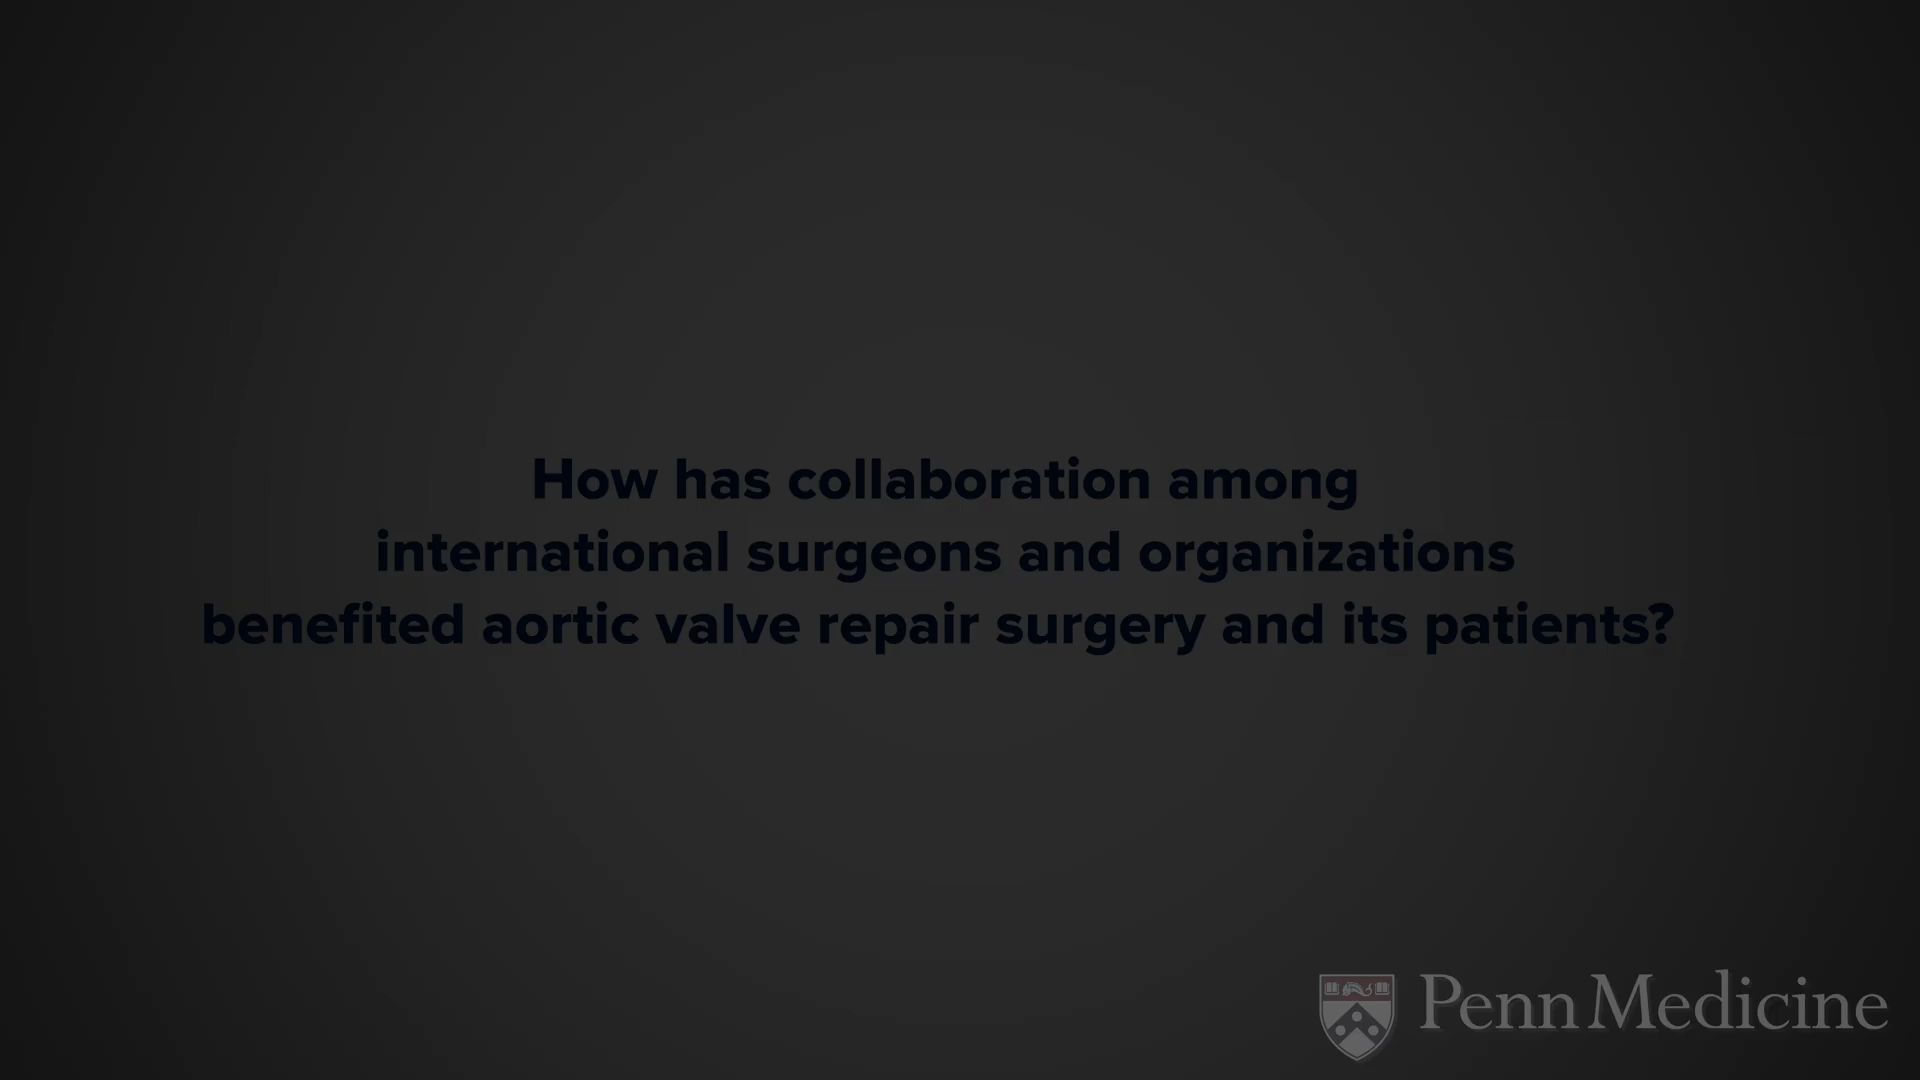 How has collaboration among
international surgeons and organizations
benefited aortic valve repair surgery and its patients?
Penn Medicine